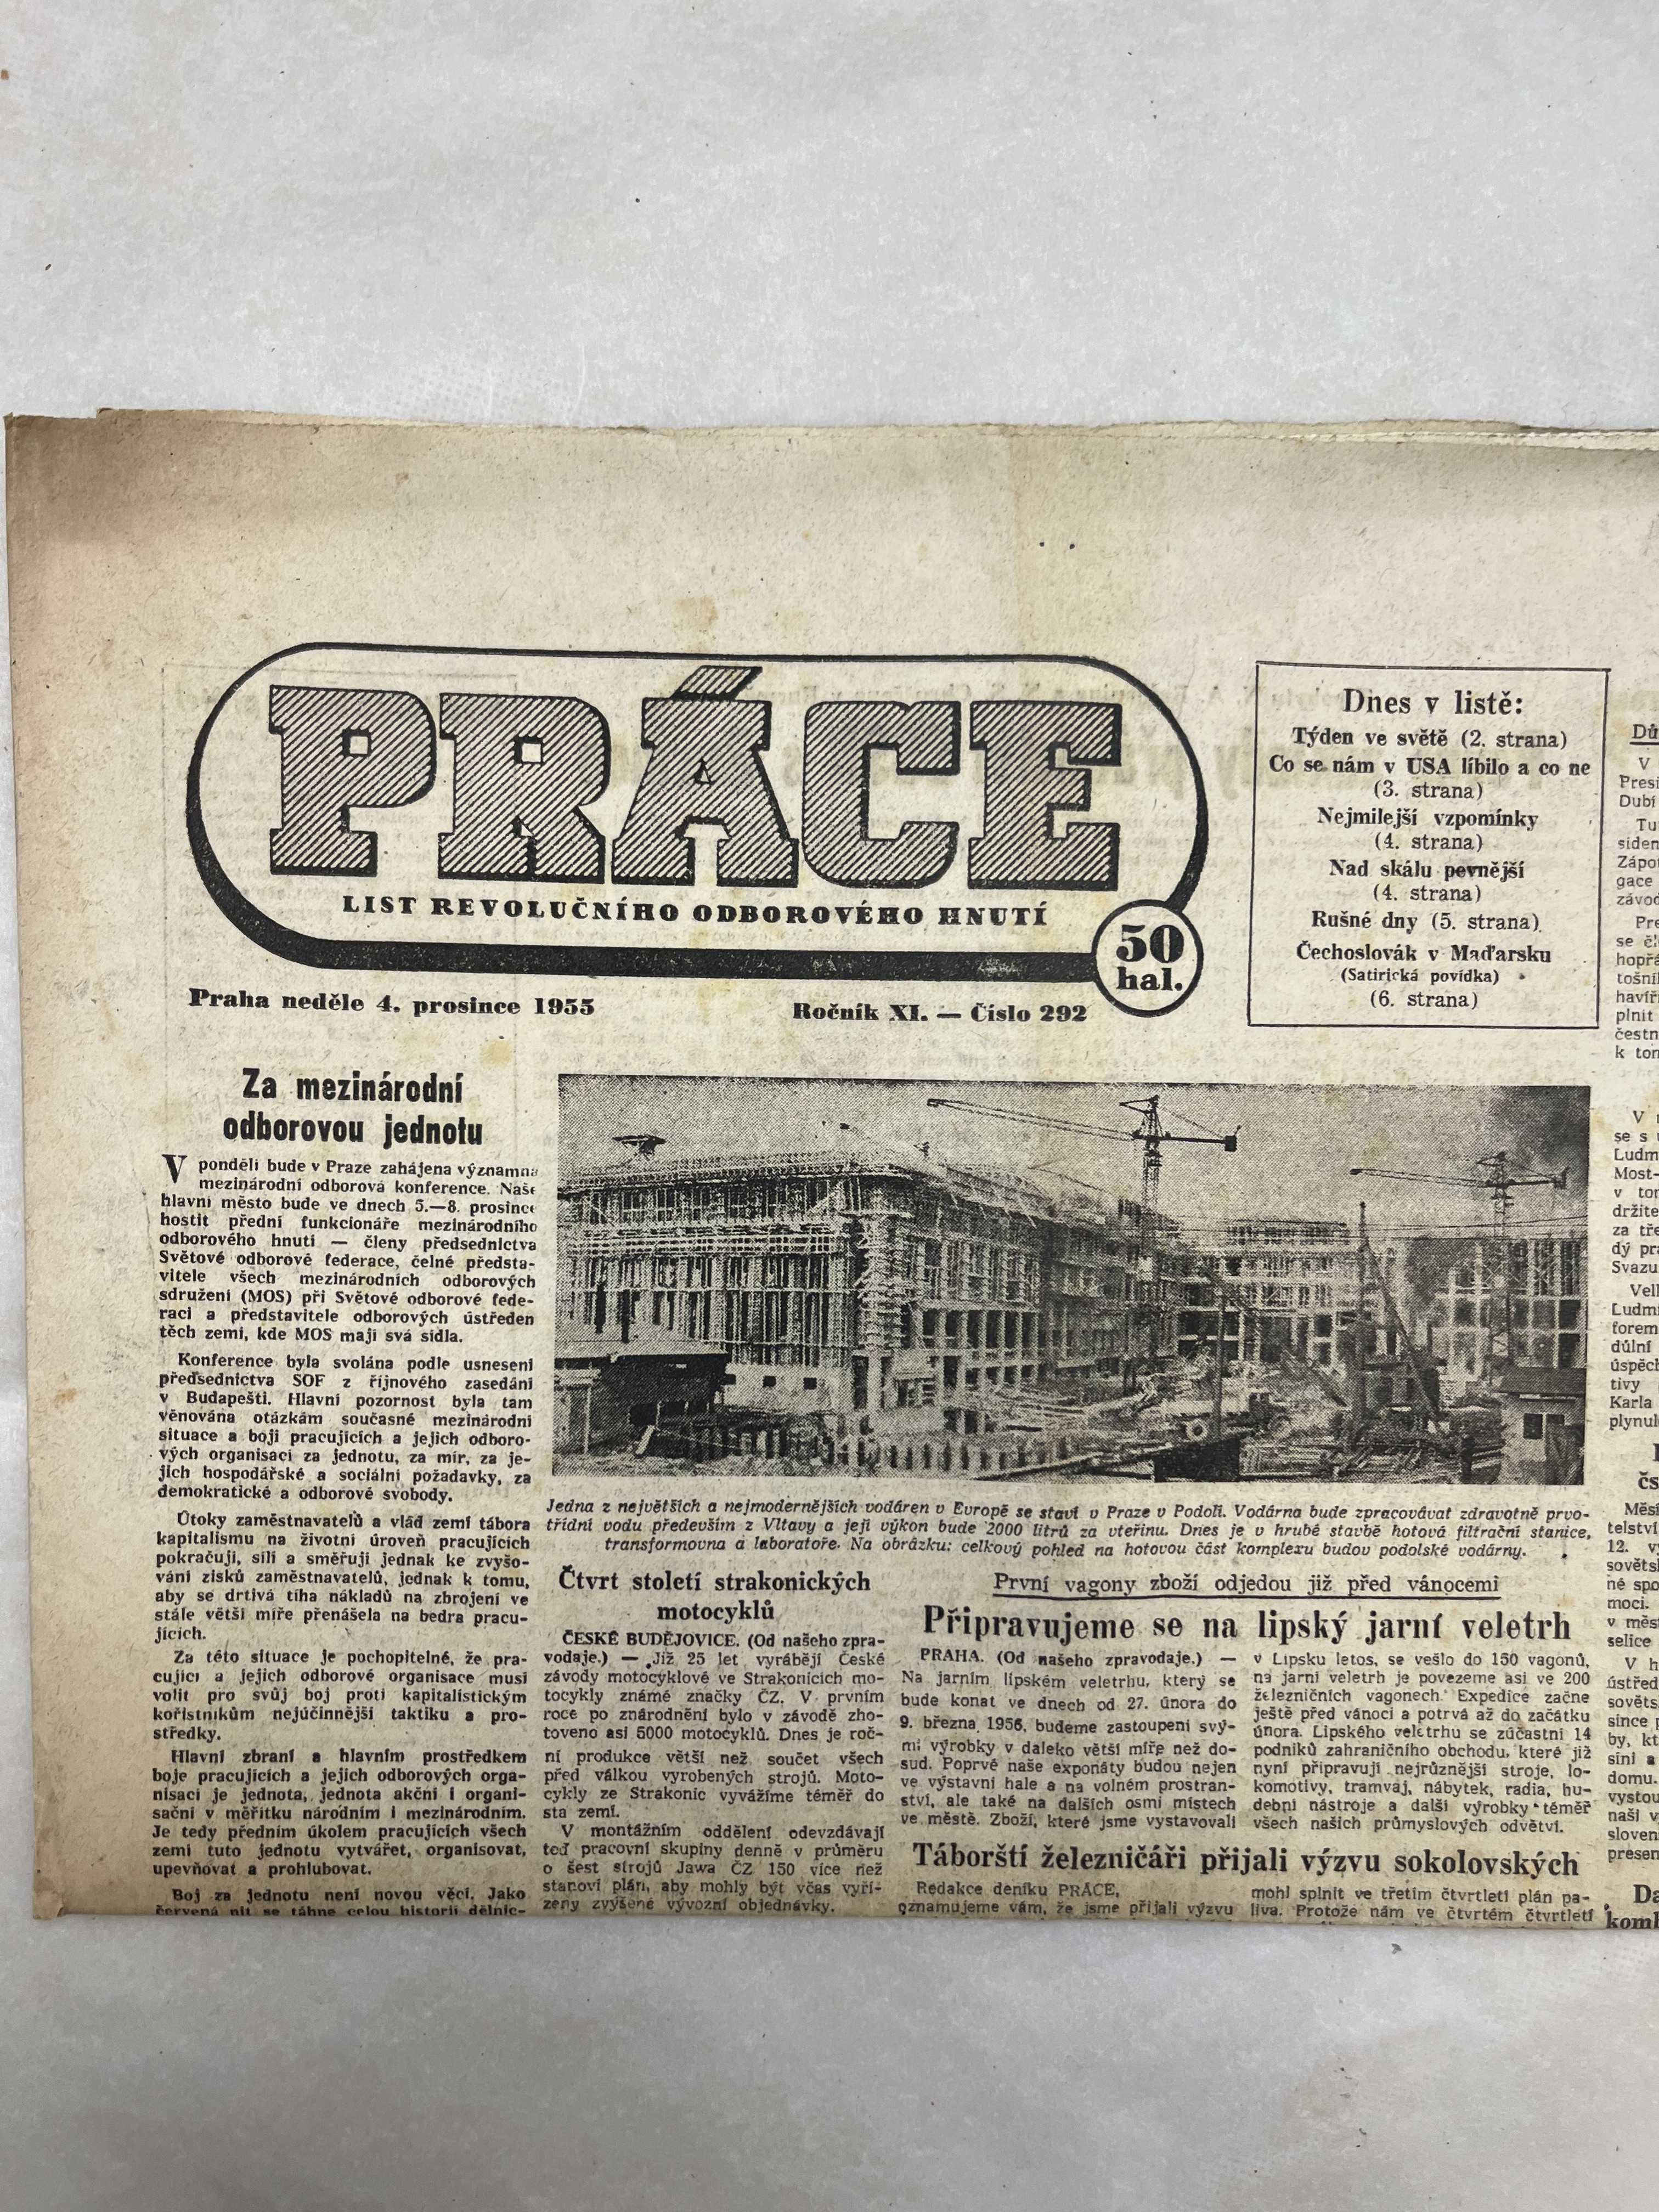 PRÁCE
LIST REVOLUČNÍHO ODBOROVÉHO HNUTÍ
50
hal.
Praha neděle 4. prosince 1955
Ročník XI. — Číslo 292
Dnes v listě:
Týden ve světě (2. strana)
Co se nám v USA líbilo a co ne
(3. strana)
Nejmilejší vzpomínky
(4. strana)
Nad skálu pevnější
(4. strana)
Rušné dny (5. strana)
Čechoslovák v Maďarsku
(Satirická povídka)
(6. strana)
Za mezinárodní
odborovou jednotu
V pondělí bude v Praze zahájena významná
mezinárodní odborová konference. Naše
hlavní město bude ve dnech 5.—8. prosince
hostit přední funkcionáře mezinárodního
odborového hnutí — členy předsednictva
Světové odborové federace, čelné představitele
vitele všech mezinárodních odborových
sdružení (MOS) při Světové odborové fede-
raci a představitele odborových ústředen
těch zemí, kde MOS mají svá sídla.
Konference byla svolána podle usnesení
předsednictva SOF z říjnového zasedání
v Budapešti. Hlavní pozornost byla tam
věnována otázkám současné mezinárodní
situace a boji pracujících a jejich odboro-
vých organisací za jednotu, za mír, za je-
jich hospodářské a sociální požadavky, za
demokratické a odborové svobody.
Útoky zaměstnavatelů a vlád zemí tábora
kapitalismu na životní úroveň pracujících
pokračují, sílí a směřují jednak ke zvyšo-
vání zisků zaměstnavatelů, jednak k tomu,
aby se drtivá tíha nákladů na zbrojení ve
stále větší míře přenášela na bedra pracu-
jících.
Za této situace je pochopitelné, že pra-
cující a jejich odborové organisace musí
volit pro svůj boj proti kapitalistickým
kořistníkům nejúčinnější taktiku a pro-
středky.
Hlavní zbraní a hlavním prostředkem
boje pracujících a jejich odborových orga-
nisací je jednota, jednota akční i organi-
sační v měřítku národním i mezinárodním.
Je tedy předním úkolem pracujících všech
zemí tuto jednotu vytvářet, organisovat,
upevňovat a prohlubovat.
Boj za jednotu není novou věcí. Jako
červená nit se táhne celou historií dělnic-
Jedna z největších a nejmodernějších vodáren v Evropě se staví v Praze v Podolí. Vodárna bude zpracovávat zdravotně prvo-
třídní vodu především z Vltavy a její výkon bude 2000 litrů za vteřinu. Dnes je v hrubé stavbě hotová filtrační stanice,
transformovna a laboratoře. Na obrázku: celkový pohled na hotovou část komplexu budov podolské vodárny.
Čtvrt století strakonických
motocyklů
ČESKÉ BUDĚJOVICE. (Od našeho zpra-
vodaje.) — Již 25 let vyrábějí České
závody motocyklové ve Strakonicích mo-
tocykly známé značky ČZ. V prvním
roce po znárodnění bylo v závodě zho-
toveno asi 5000 motocyklů. Dnes je roč-
ní produkce větší než součet všech
před válkou vyrobených strojů. Moto-
cykly ze Strakonic vyvážíme téměř do
sta zemí.
V montážním oddělení odevzdávají
teď pracovní skupiny denně v průměru
o šest strojů Jawa ČZ 150 více než
stanoví plán, aby mohly být včas vyří-
zeny zvýšené vývozní objednávky.
První vagony zboží odjedou již před vánocemi
Připravujeme se na lipský jarní veletrh
PRAHA. (Od našeho zpravodaje.) —
Na jarním lipském veletrhu, který se
bude konat ve dnech od 27. února do
9. března 1956, budeme zastoupeni svý-
mi výrobky v daleko větší míře než do-
sud. Poprvé naše exponáty budou nejen
ve výstavní hale a na volném prostran-
ství, ale také na dalších osmi místech
ve městě. Zboží, které jsme vystavovali
v Lipsku letos, se vešlo do 150 vagonů,
na jarní veletrh je povezeme asi ve 200
železničních vagonech. Expedice začne
ještě před vánoci a potrvá až do začátku
února. Lipského veletrhu se zúčastní 14
podniků zahraničního obchodu, které již
nyní připravují nejrůznější stroje, lo-
komotivy, tramvaj, nábytek, radia, hu-
dební nástroje a další výrobky téměř
všech našich průmyslových odvětví.
Táborští železničáři přijali výzvu sokolovských
Redakce deníku PRÁCE,
oznamujeme vám, že jsme přijali výzvu
mohl splnit ve třetím čtvrtletí plán pa-
liva. Protože nám ve čtvrtém čtvrtletí